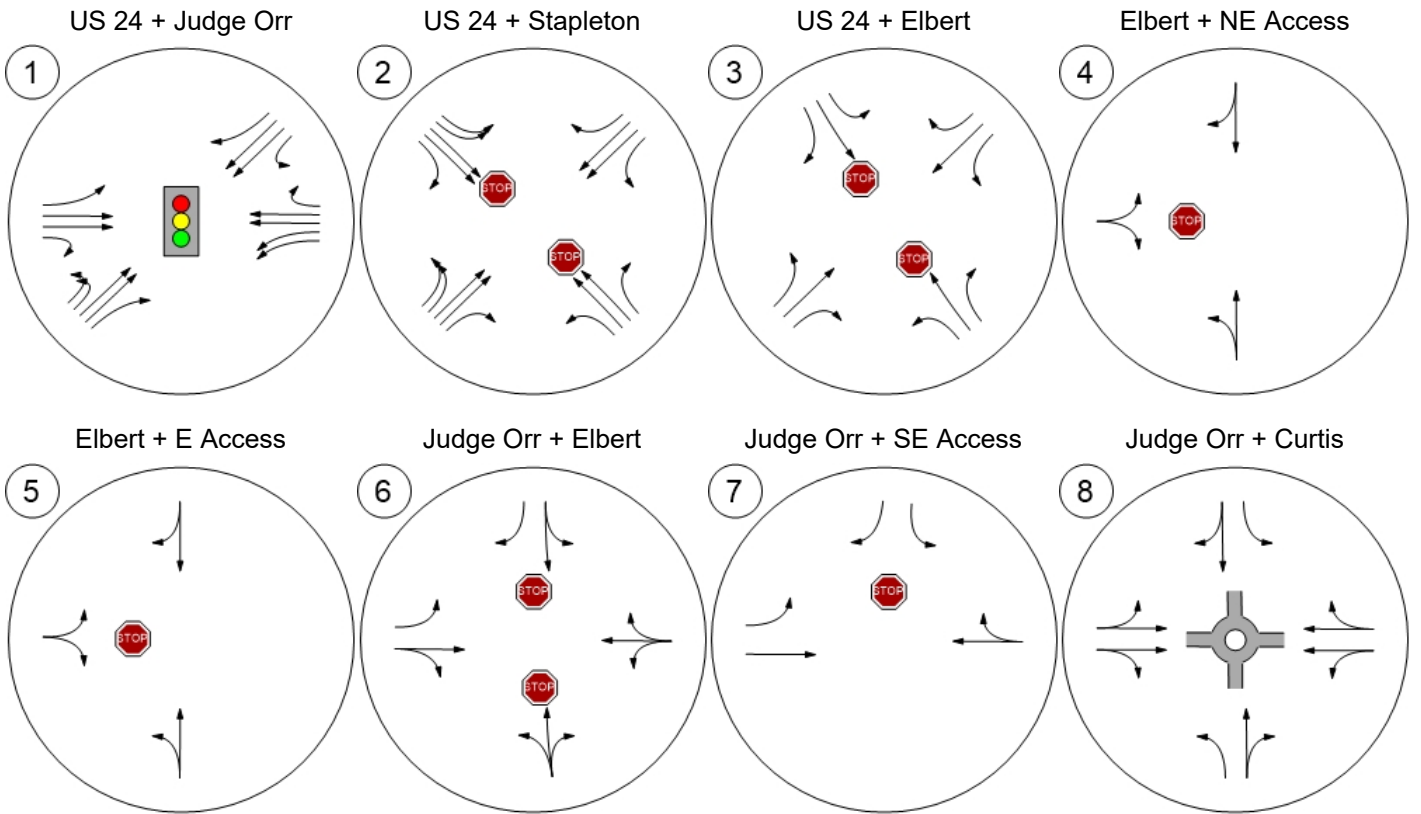 US 24 + Judge Orr
US 24 + Stapleton
US 24 + Elbert
Elbert + NE Access
1
2
3
4
STOP
STOP
STOP
STOP
STOP
Elbert + E Access
Judge Orr + Elbert
Judge Orr + SE Access
Judge Orr + Curtis
5
6
7
8
STOP
STOP
STOP
STOP